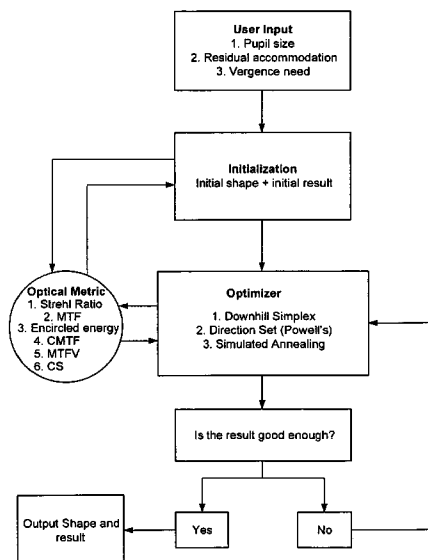 User Input
1. Pupil size
2. Residual accommodation
3. Vergence need
Initialization
Initial shape + initial result
Optical Metric
1. Strehl Ratio
2. MTF
3. Encircled energy
4. CMTF
5. MTFV
6. CS
Optimizer
1. Downhill Simplex
2. Direction Set (Powell's)
3. Simulated Annealing
Is the result good enough?
Output Shape and
result
Yes
No